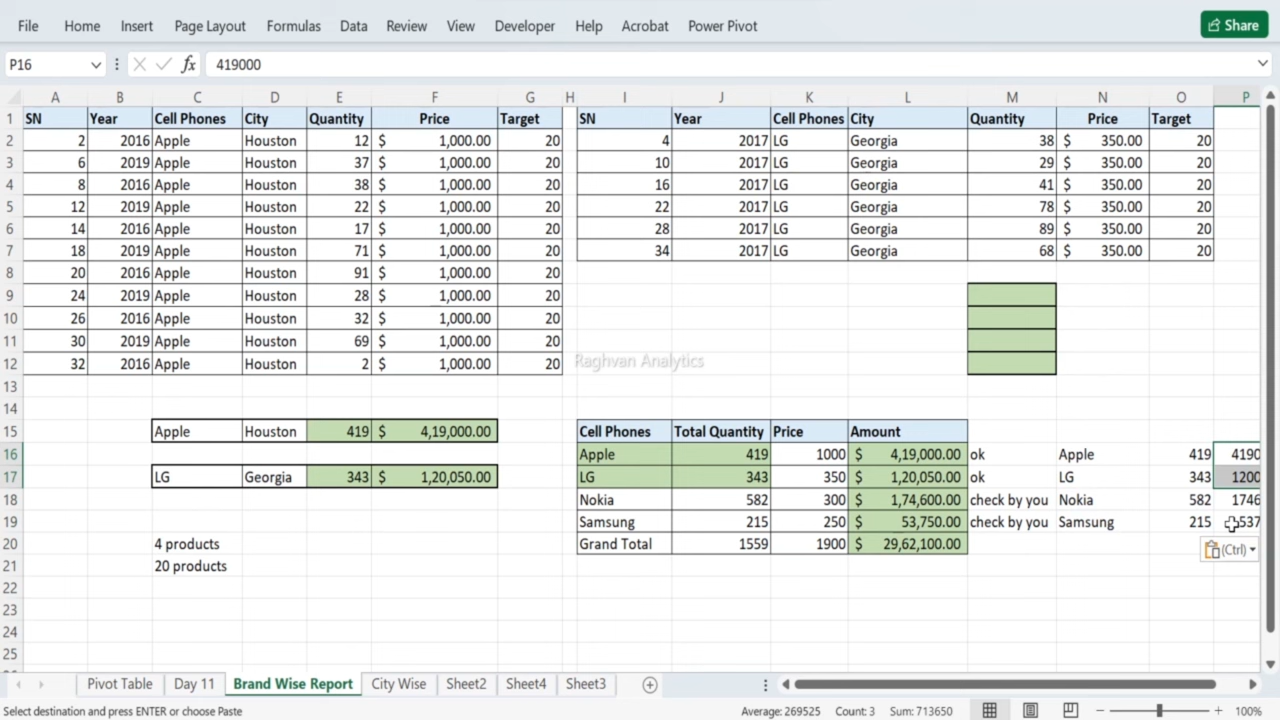 File Home Insert Page Layout Formulas Data Review View Developer Help Acrobat Power Pivot Share
P16 fx 419000
A B C D E F G H I J K L M N O P
1 SN Year Cell Phones City Quantity Price Target SN Year Cell Phones City Quantity Price Target
2 2 2016 Apple Houston 12 $ 1,000.00 20 4 2017 LG Georgia 38 $ 350.00 20
3 6 2019 Apple Houston 37 $ 1,000.00 20 10 2017 LG Georgia 29 $ 350.00 20
4 8 2016 Apple Houston 38 $ 1,000.00 20 16 2017 LG Georgia 41 $ 350.00 20
5 12 2019 Apple Houston 22 $ 1,000.00 20 22 2017 LG Georgia 78 $ 350.00 20
6 14 2016 Apple Houston 17 $ 1,000.00 20 28 2017 LG Georgia 89 $ 350.00 20
7 18 2019 Apple Houston 71 $ 1,000.00 20 34 2017 LG Georgia 68 $ 350.00 20
8 20 2016 Apple Houston 91 $ 1,000.00 20
9 24 2019 Apple Houston 28 $ 1,000.00 20
10 26 2016 Apple Houston 32 $ 1,000.00 20
11 30 2019 Apple Houston 69 $ 1,000.00 20
12 32 2016 Apple Houston 2 $ 1,000.00 20 Raghvan Analytics
13
14
15 Apple Houston 419 $ 4,19,000.00 Cell Phones Total Quantity Price Amount
16 Apple 419 1000 $ 4,19,000.00 ok Apple 419 4190
17 LG Georgia 343 $ 1,20,050.00 LG 343 350 $ 1,20,050.00 ok LG 343 1200
18 Nokia 582 300 $ 1,74,600.00 check by you Nokia 582 1746
19 Samsung 215 250 $ 53,750.00 check by you Samsung 215 537
20 4 products Grand Total 1559 1900 $ 29,62,100.00
21 20 products (Ctrl)
22
23
24
25
Pivot Table Day 11 Brand Wise Report City Wise Sheet2 Sheet4 Sheet3
Select destination and press ENTER or choose Paste Average: 269525 Count: 3 Sum: 713650 100%